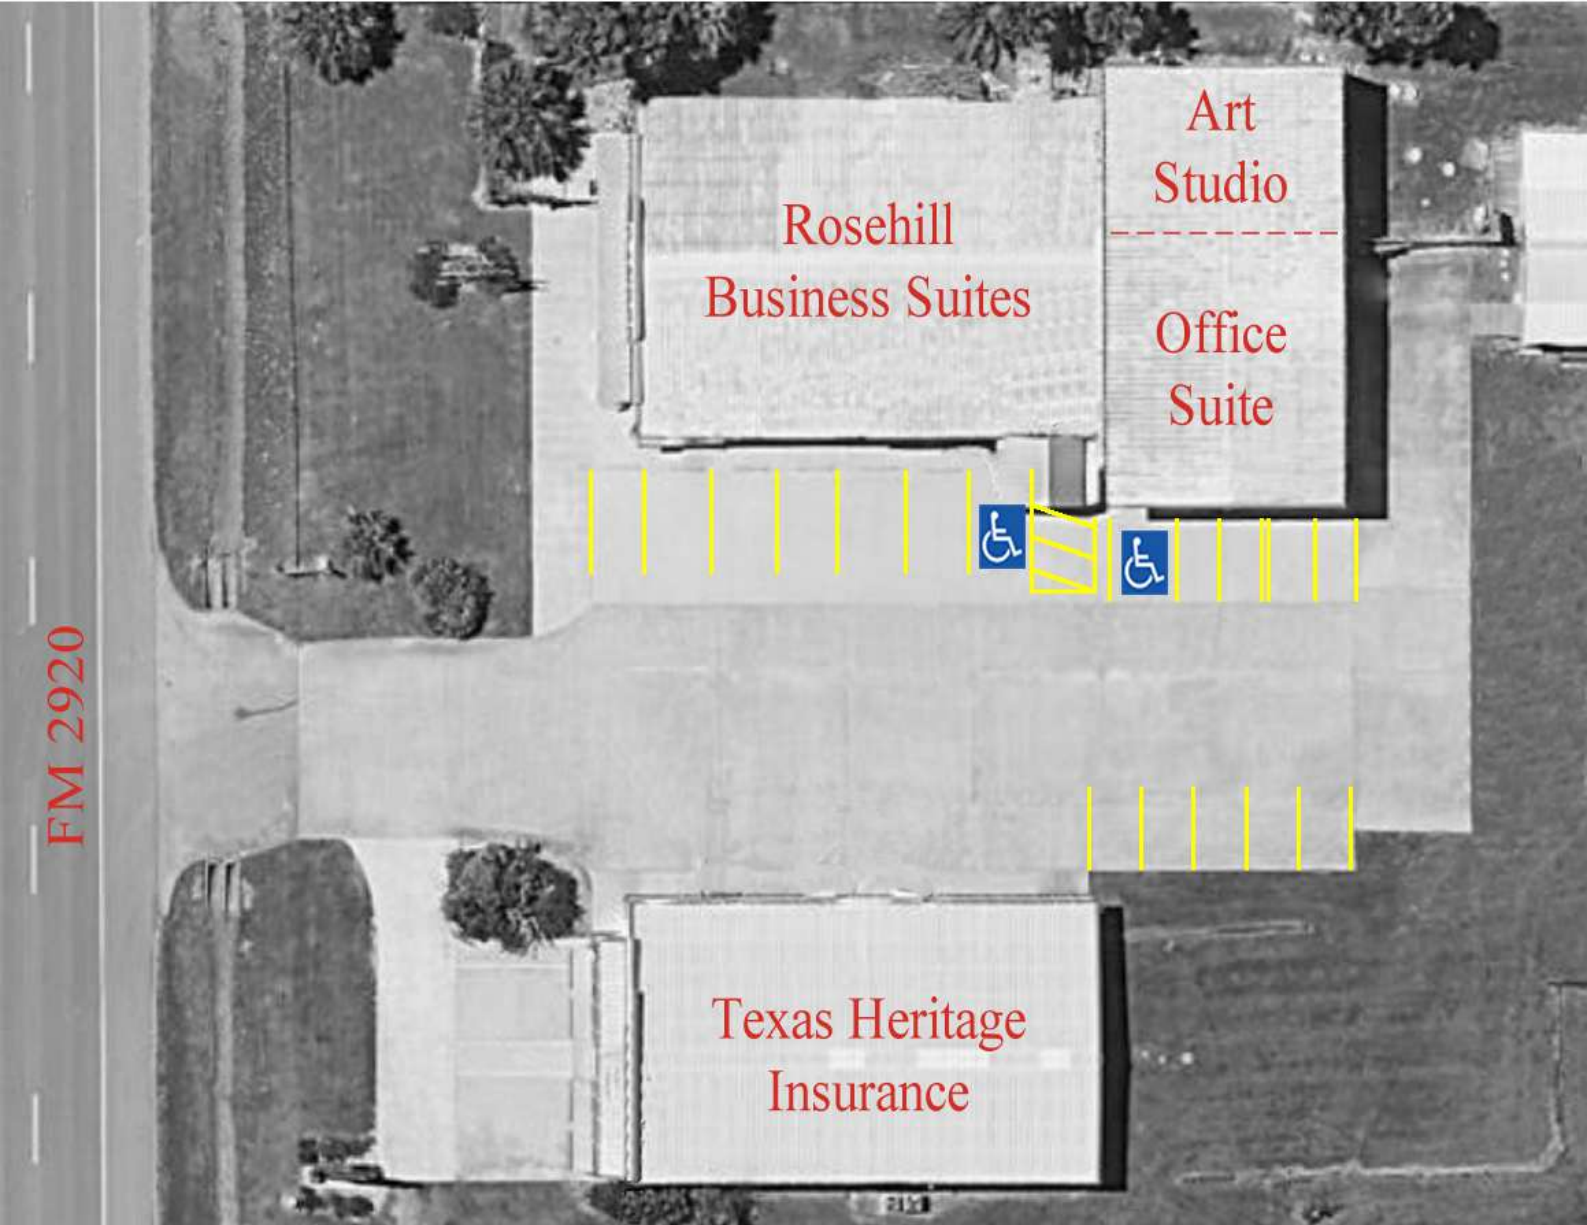 Art
Studio
Rosehill
Business Suites
Office
Suite
FM 2920
Texas Heritage
Insurance